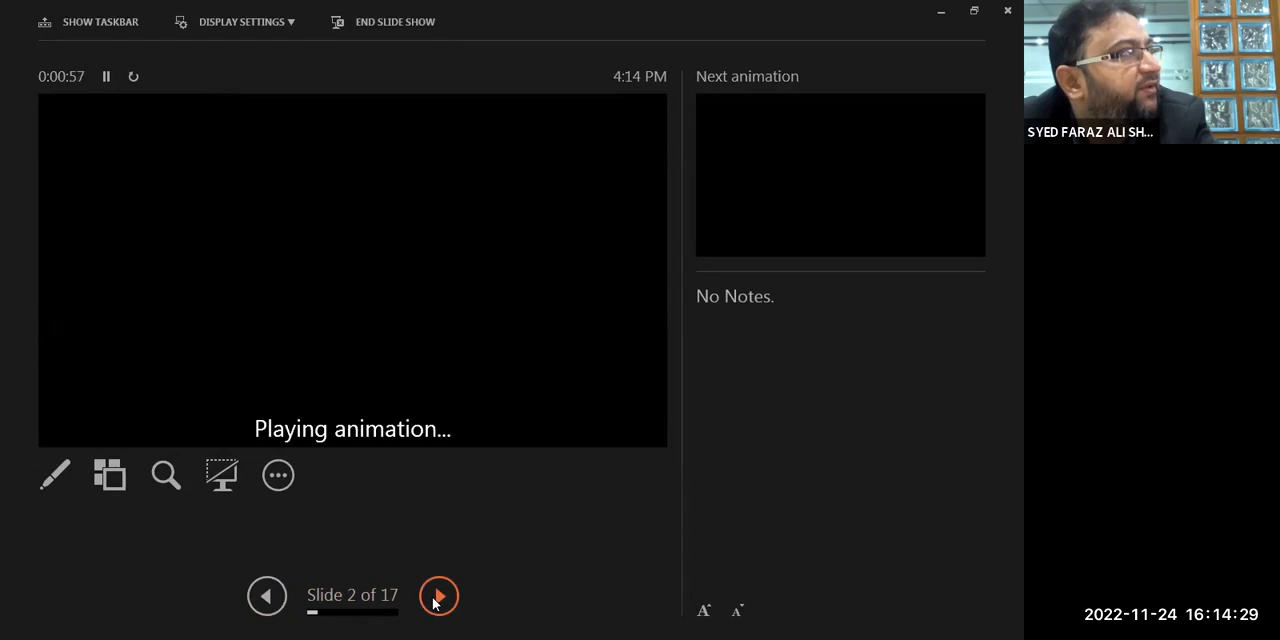 SHOW TASKBAR
DISPLAY SETTINGS ▼
END SLIDE SHOW
0:00:57
4:14 PM
Next animation
SYED FARAZ ALI SH...
No Notes.
Playing animation...
Slide 2 of 17
A A
2022-11-24 16:14:29